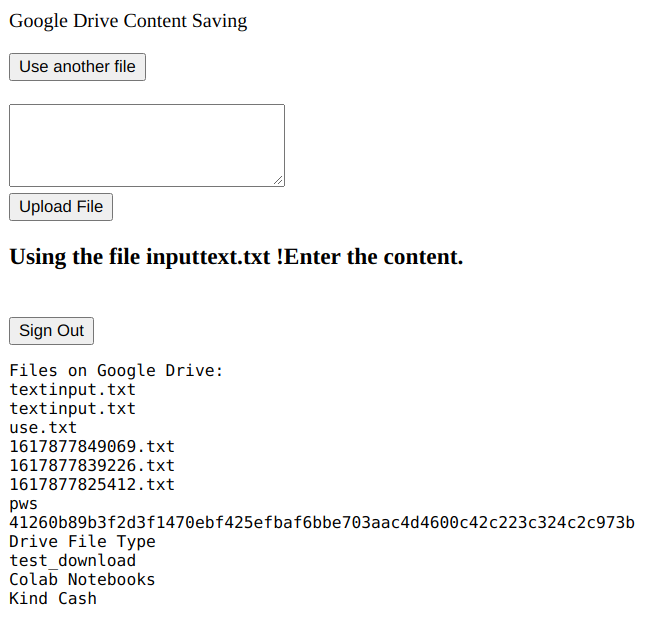 Google Drive Content Saving
Use another file
Upload File
Using the file inputtext.txt !Enter the content.
Sign Out
Files on Google Drive:
textinput.txt
textinput.txt
use.txt
1617877849069.txt
1617877839226.txt
1617877825412.txt
pws
41260b89b3f2d3f1470ebf425efbaf6bbe703aac4d4600c42c223c324c2c973b
Drive File Type
test_download
Colab Notebooks
Kind Cash